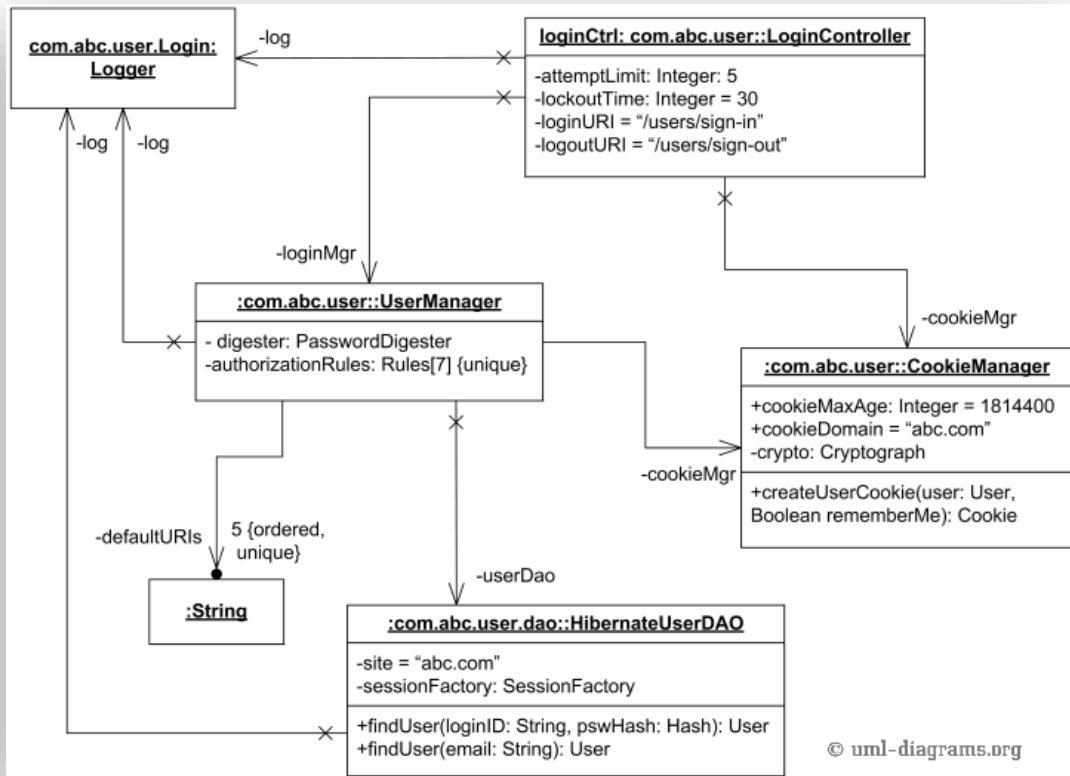 com.abc.user.Login:
Logger
-log
loginCtrl: com.abc.user::LoginController
-attemptLimit: Integer: 5
-lockoutTime: Integer = 30
-loginURI = “/users/sign-in”
-logoutURI = “/users/sign-out”
-log
-log
-loginMgr
-cookieMgr
:com.abc.user::UserManager
- digester: PasswordDigester
-authorizationRules: Rules[7] {unique}
:com.abc.user::CookieManager
+cookieMaxAge: Integer = 1814400
+cookieDomain = “abc.com”
-crypto: Cryptograph
+createUserCookie(user: User,
Boolean rememberMe): Cookie
-cookieMgr
-defaultURIs
5 {ordered,
unique}
:String
-userDao
:com.abc.user.dao::HibernateUserDAO
-site = “abc.com”
-sessionFactory: SessionFactory
+findUser(loginID: String, pswHash: Hash): User
+findUser(email: String): User
© uml-diagrams.org